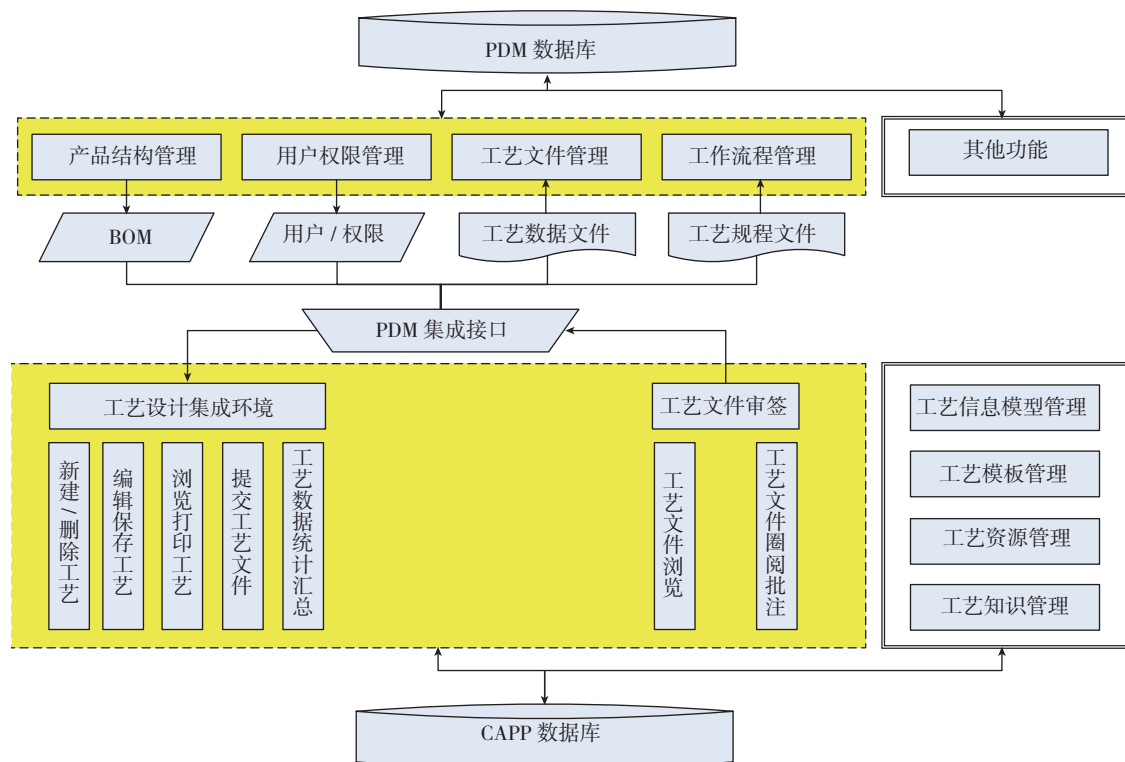 PDM 数据库
产品结构管理
用户权限管理
工艺文件管理
工作流程管理
其他功能
BOM
用户 / 权限
工艺数据文件
工艺规程文件
PDM 集成接口
工艺设计集成环境
工艺文件审签
新建/删除工艺
编辑保存工艺
浏览打印工艺
提交工艺文件
工艺数据统计汇总
工艺文件浏览
工艺文件圈阅批注
工艺信息模型管理
工艺模板管理
工艺资源管理
工艺知识管理
CAPP 数据库